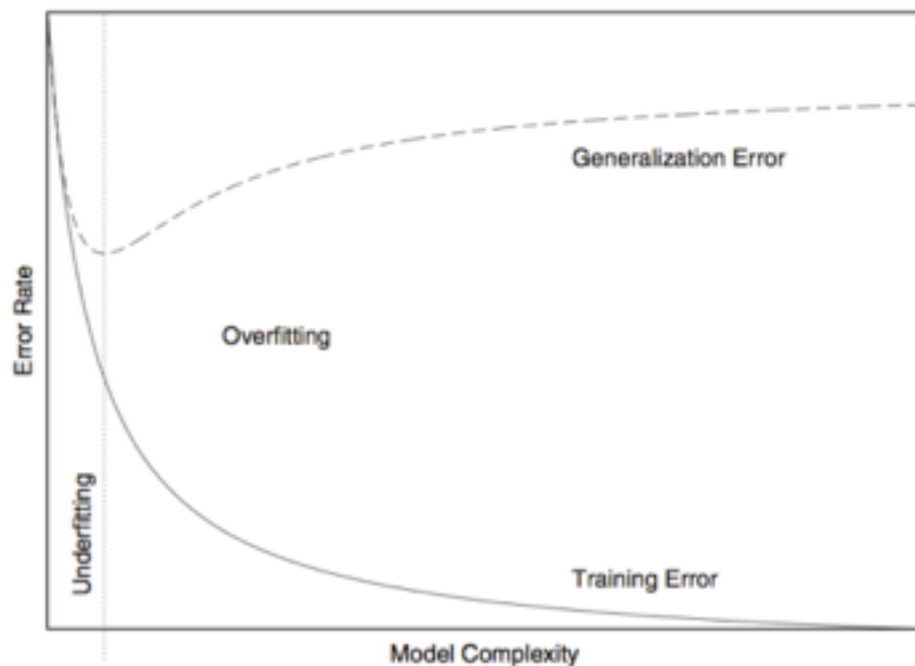 Generalization Error
Error Rate
Overfitting
Underfitting
Training Error
Model Complexity